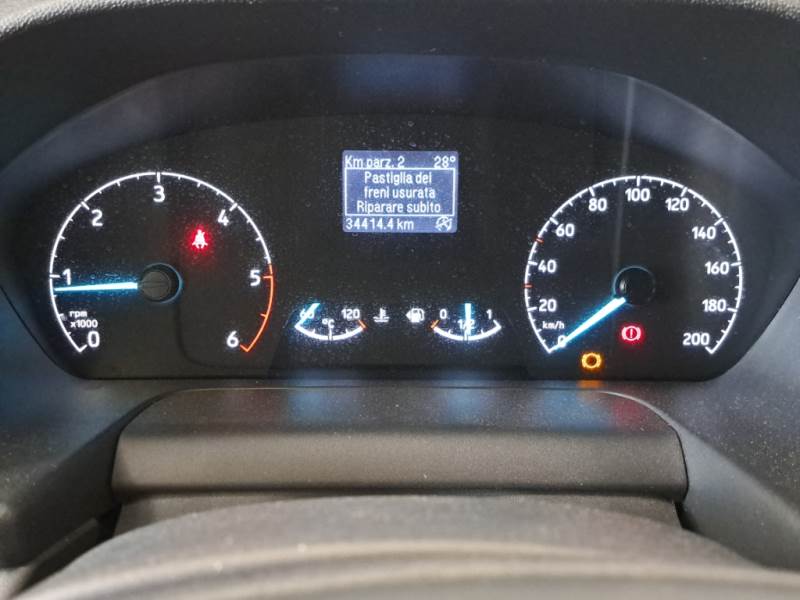 Km parz. 2 28°
Pastiglia dei
freni usurata
Riparare subito
34414.4 km
0 1 2 3 4 5 6
rpm
x1000
60 120
°C
0 1/2 1
0 20 40 60 80 100 120 140 160 180 200
km/h